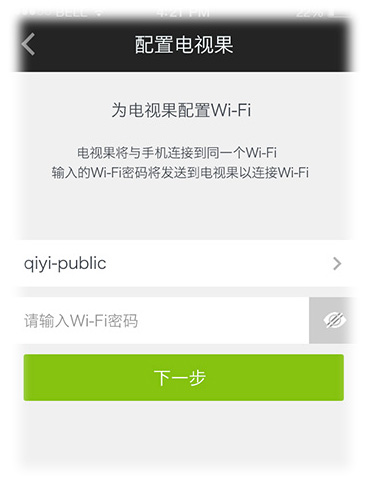 BELL 4:21 PM 22%
配置电视果
为电视果配置Wi-Fi
电视果将与手机连接到同一个Wi-Fi
输入的Wi-Fi密码将发送到电视果以连接Wi-Fi
qiyi-public
请输入Wi-Fi密码
下一步